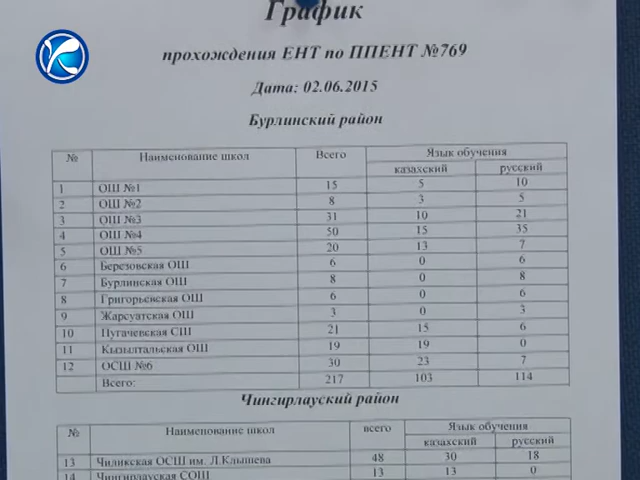 График
прохождения ЕНТ по ППЕНТ №769
Дата: 02.06.2015
Бурлинский район
№ Наименование школ Всего Язык обучения
казахский русский
1 ОШ №1 15 5 10
2 ОШ №2 8 3 5
3 ОШ №3 31 10 21
4 ОШ №4 50 15 35
5 ОШ №5 20 13 7
6 Березовская ОШ 6 0 6
7 Бурлинская ОШ 8 0 8
8 Григорьевская ОШ 6 0 6
9 Жарсуатская ОШ 3 0 3
10 Пугачевская СШ 21 15 6
11 Кызылтальская ОШ 19 19 0
12 ОСШ №6 30 23 7
Всего: 217 103 114
Чингирлауский район
№ Наименование школ всего Язык обучения
казахский русский
13 Чиликская ОСШ им. Л.Клышева 48 30 18
14 Чингирлауская СОШ 13 13 0